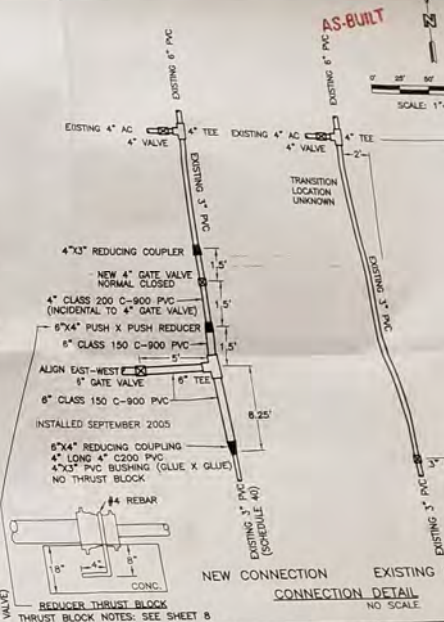 AS-BUILT
EXISTING 6" PVC
EXISTING 6" PVC
0' 25' 50'
SCALE: 1"
EXISTING 4" AC
4" VALVE
4" TEE
EXISTING 4" AC
4" VALVE
4" TEE
2'
EXISTING 3" PVC
TRANSITION
LOCATION
UNKNOWN
4"X3" REDUCING COUPLER
1.5'
NEW 4" GATE VALVE
NORMAL CLOSED
EXISTING 3" PVC
4" CLASS 200 C-900 PVC
(INCIDENTAL TO 4" GATE VALVE)
1.5'
6"X4" PUSH X PUSH REDUCER
6" CLASS 150 C-900 PVC
1.5'
5'
ALIGN EAST-WEST
6" GATE VALVE
6" TEE
6" CLASS 150 C-900 PVC
8.25'
INSTALLED SEPTEMBER 2005
6"X4" REDUCING COUPLING
4" LONG 4" C200 PVC
4"X3" PVC BUSHING (GLUE X GLUE)
NO THRUST BLOCK
3"
EXISTING 3" PVC
(SCHEDULE 40)
EXISTING 3" PVC
#4 REBAR
18"
4"
8"
CONC.
VALVE)
NEW CONNECTION
EXISTING
CONNECTION DETAIL
NO SCALE
REDUCER THRUST BLOCK
THRUST BLOCK NOTES: SEE SHEET 8